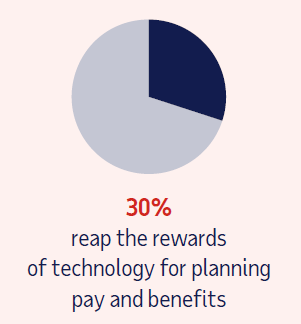 30%
reap the rewards
of technology for planning
pay and benefits